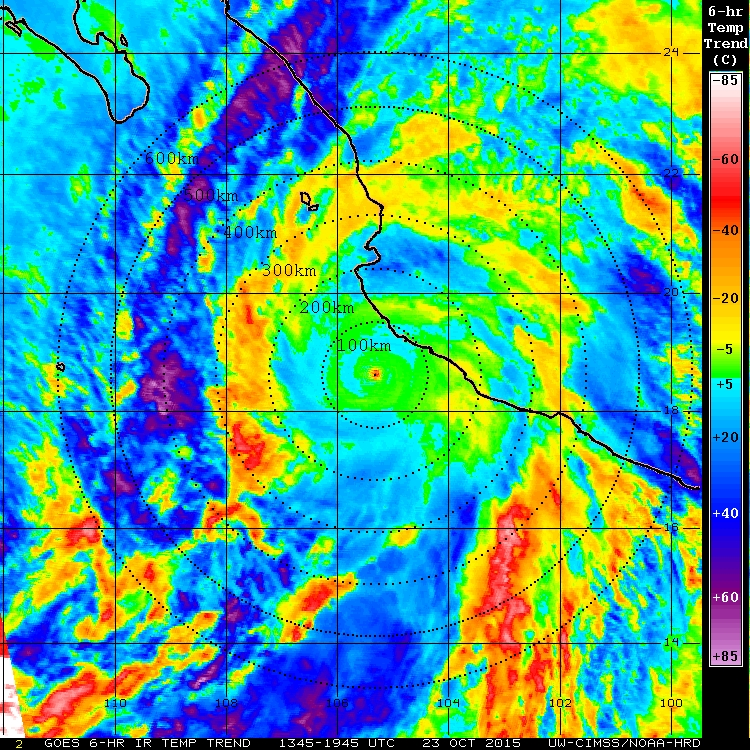 6-hr
Temp
Trend
(C)
-85
-60
-40
-20
-5
+5
+20
+40
+60
+85
24
22
20
18
16
14
600km
500km
400km
300km
200km
100km
110 108 106 104 102 100
2 GOES 6-HR IR TEMP TREND 1345-1945 UTC 23 OCT 2015 UW-CIMSS/NOAA-HRD